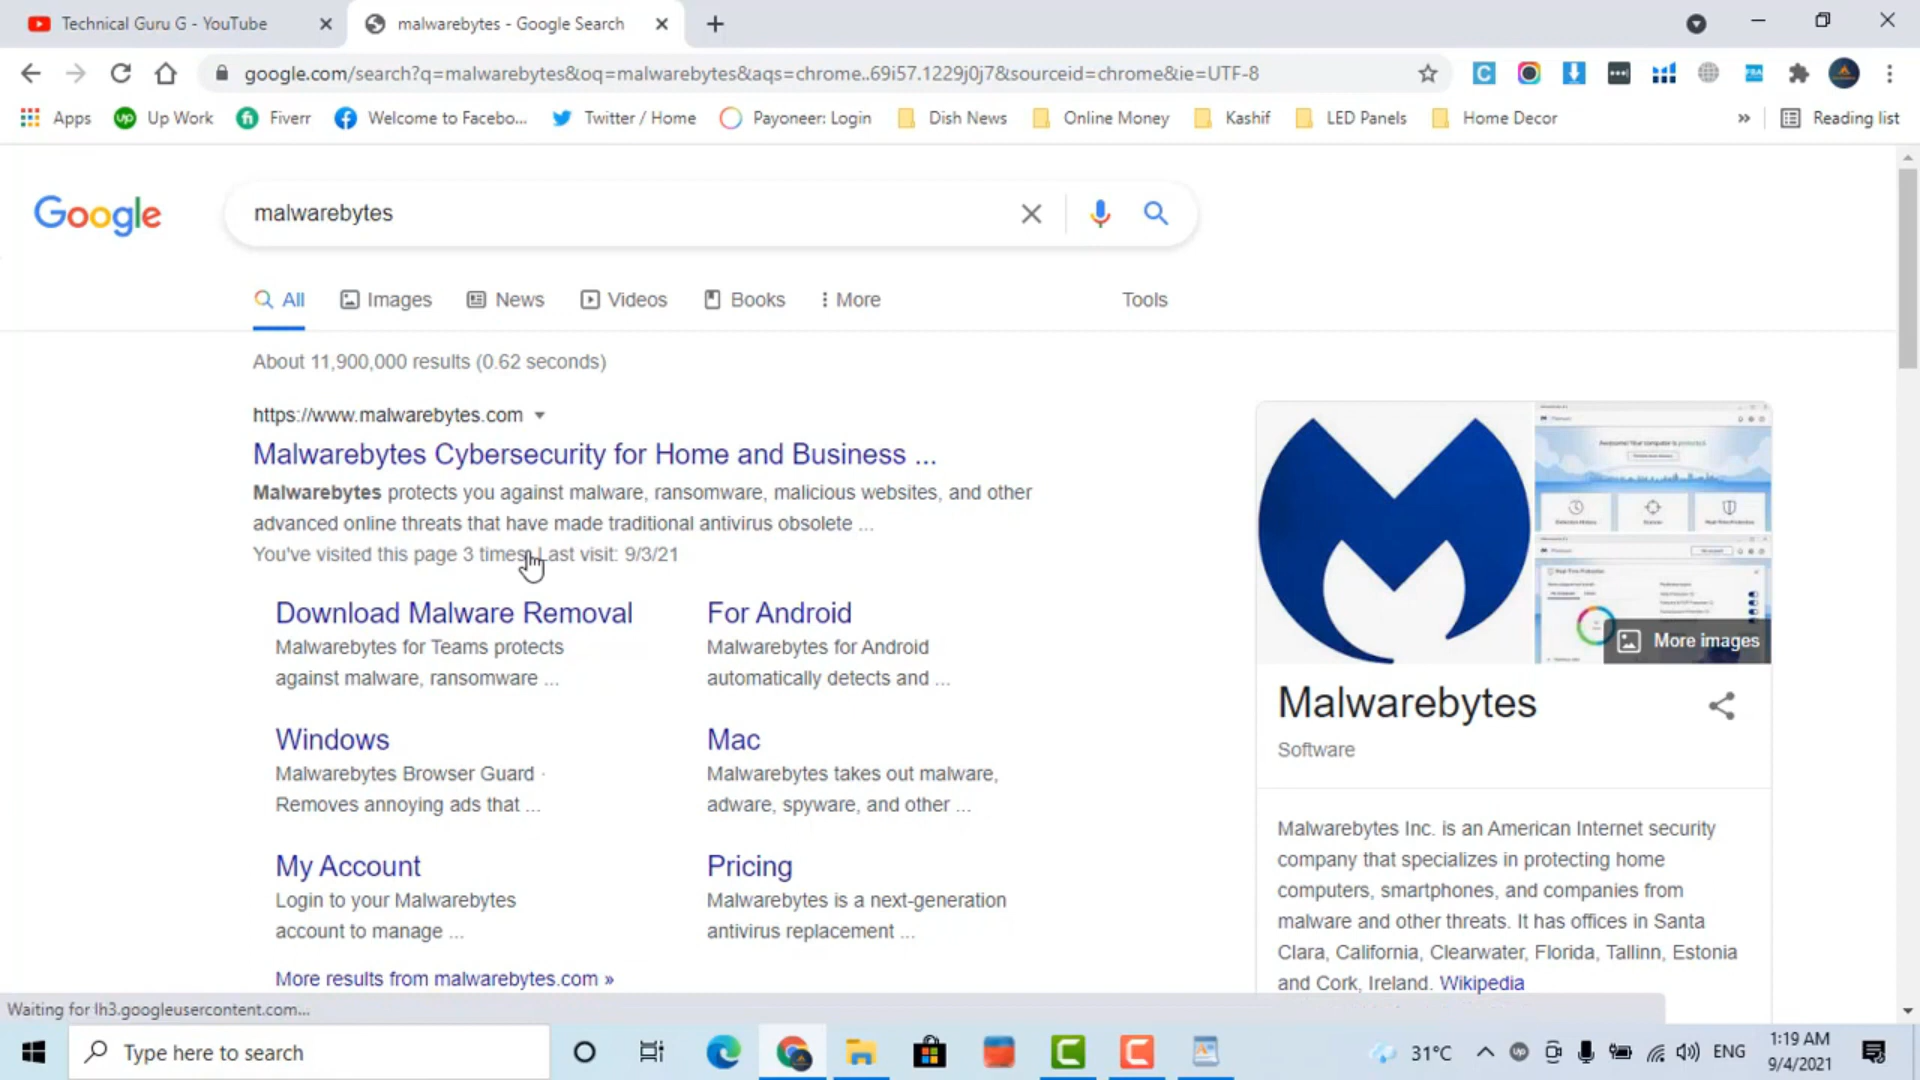 Technical Guru G - YouTube
malwarebytes - Google Search
google.com/search?q=malwarebytes&oq=malwarebytes&aqs=chrome..69i57.1229j0j7&sourceid=chrome&ie=UTF-8
Apps
Up Work
Fiverr
Welcome to Facebo...
Twitter / Home
Payoneer: Login
Dish News
Online Money
Kashif
LED Panels
Home Decor
»
Reading list
Google
malwarebytes
All
Images
News
Videos
Books
More
Tools
About 11,900,000 results (0.62 seconds)
https://www.malwarebytes.com
Malwarebytes Cybersecurity for Home and Business ...
Malwarebytes protects you against malware, ransomware, malicious websites, and other
advanced online threats that have made traditional antivirus obsolete ...
You've visited this page 3 times. Last visit: 9/3/21
Download Malware Removal
Malwarebytes for Teams protects
against malware, ransomware ...
For Android
Malwarebytes for Android
automatically detects and ...
Windows
Malwarebytes Browser Guard ·
Removes annoying ads that ...
Mac
Malwarebytes takes out malware,
adware, spyware, and other ...
My Account
Login to your Malwarebytes
account to manage ...
Pricing
Malwarebytes is a next-generation
antivirus replacement ...
More results from malwarebytes.com »
More images
Malwarebytes
Software
Malwarebytes Inc. is an American Internet security
company that specializes in protecting home
computers, smartphones, and companies from
malware and other threats. It has offices in Santa
Clara, California, Clearwater, Florida, Tallinn, Estonia
and Cork, Ireland. Wikipedia
Waiting for lh3.googleusercontent.com...
Type here to search
31°C
ENG
1:19 AM
9/4/2021